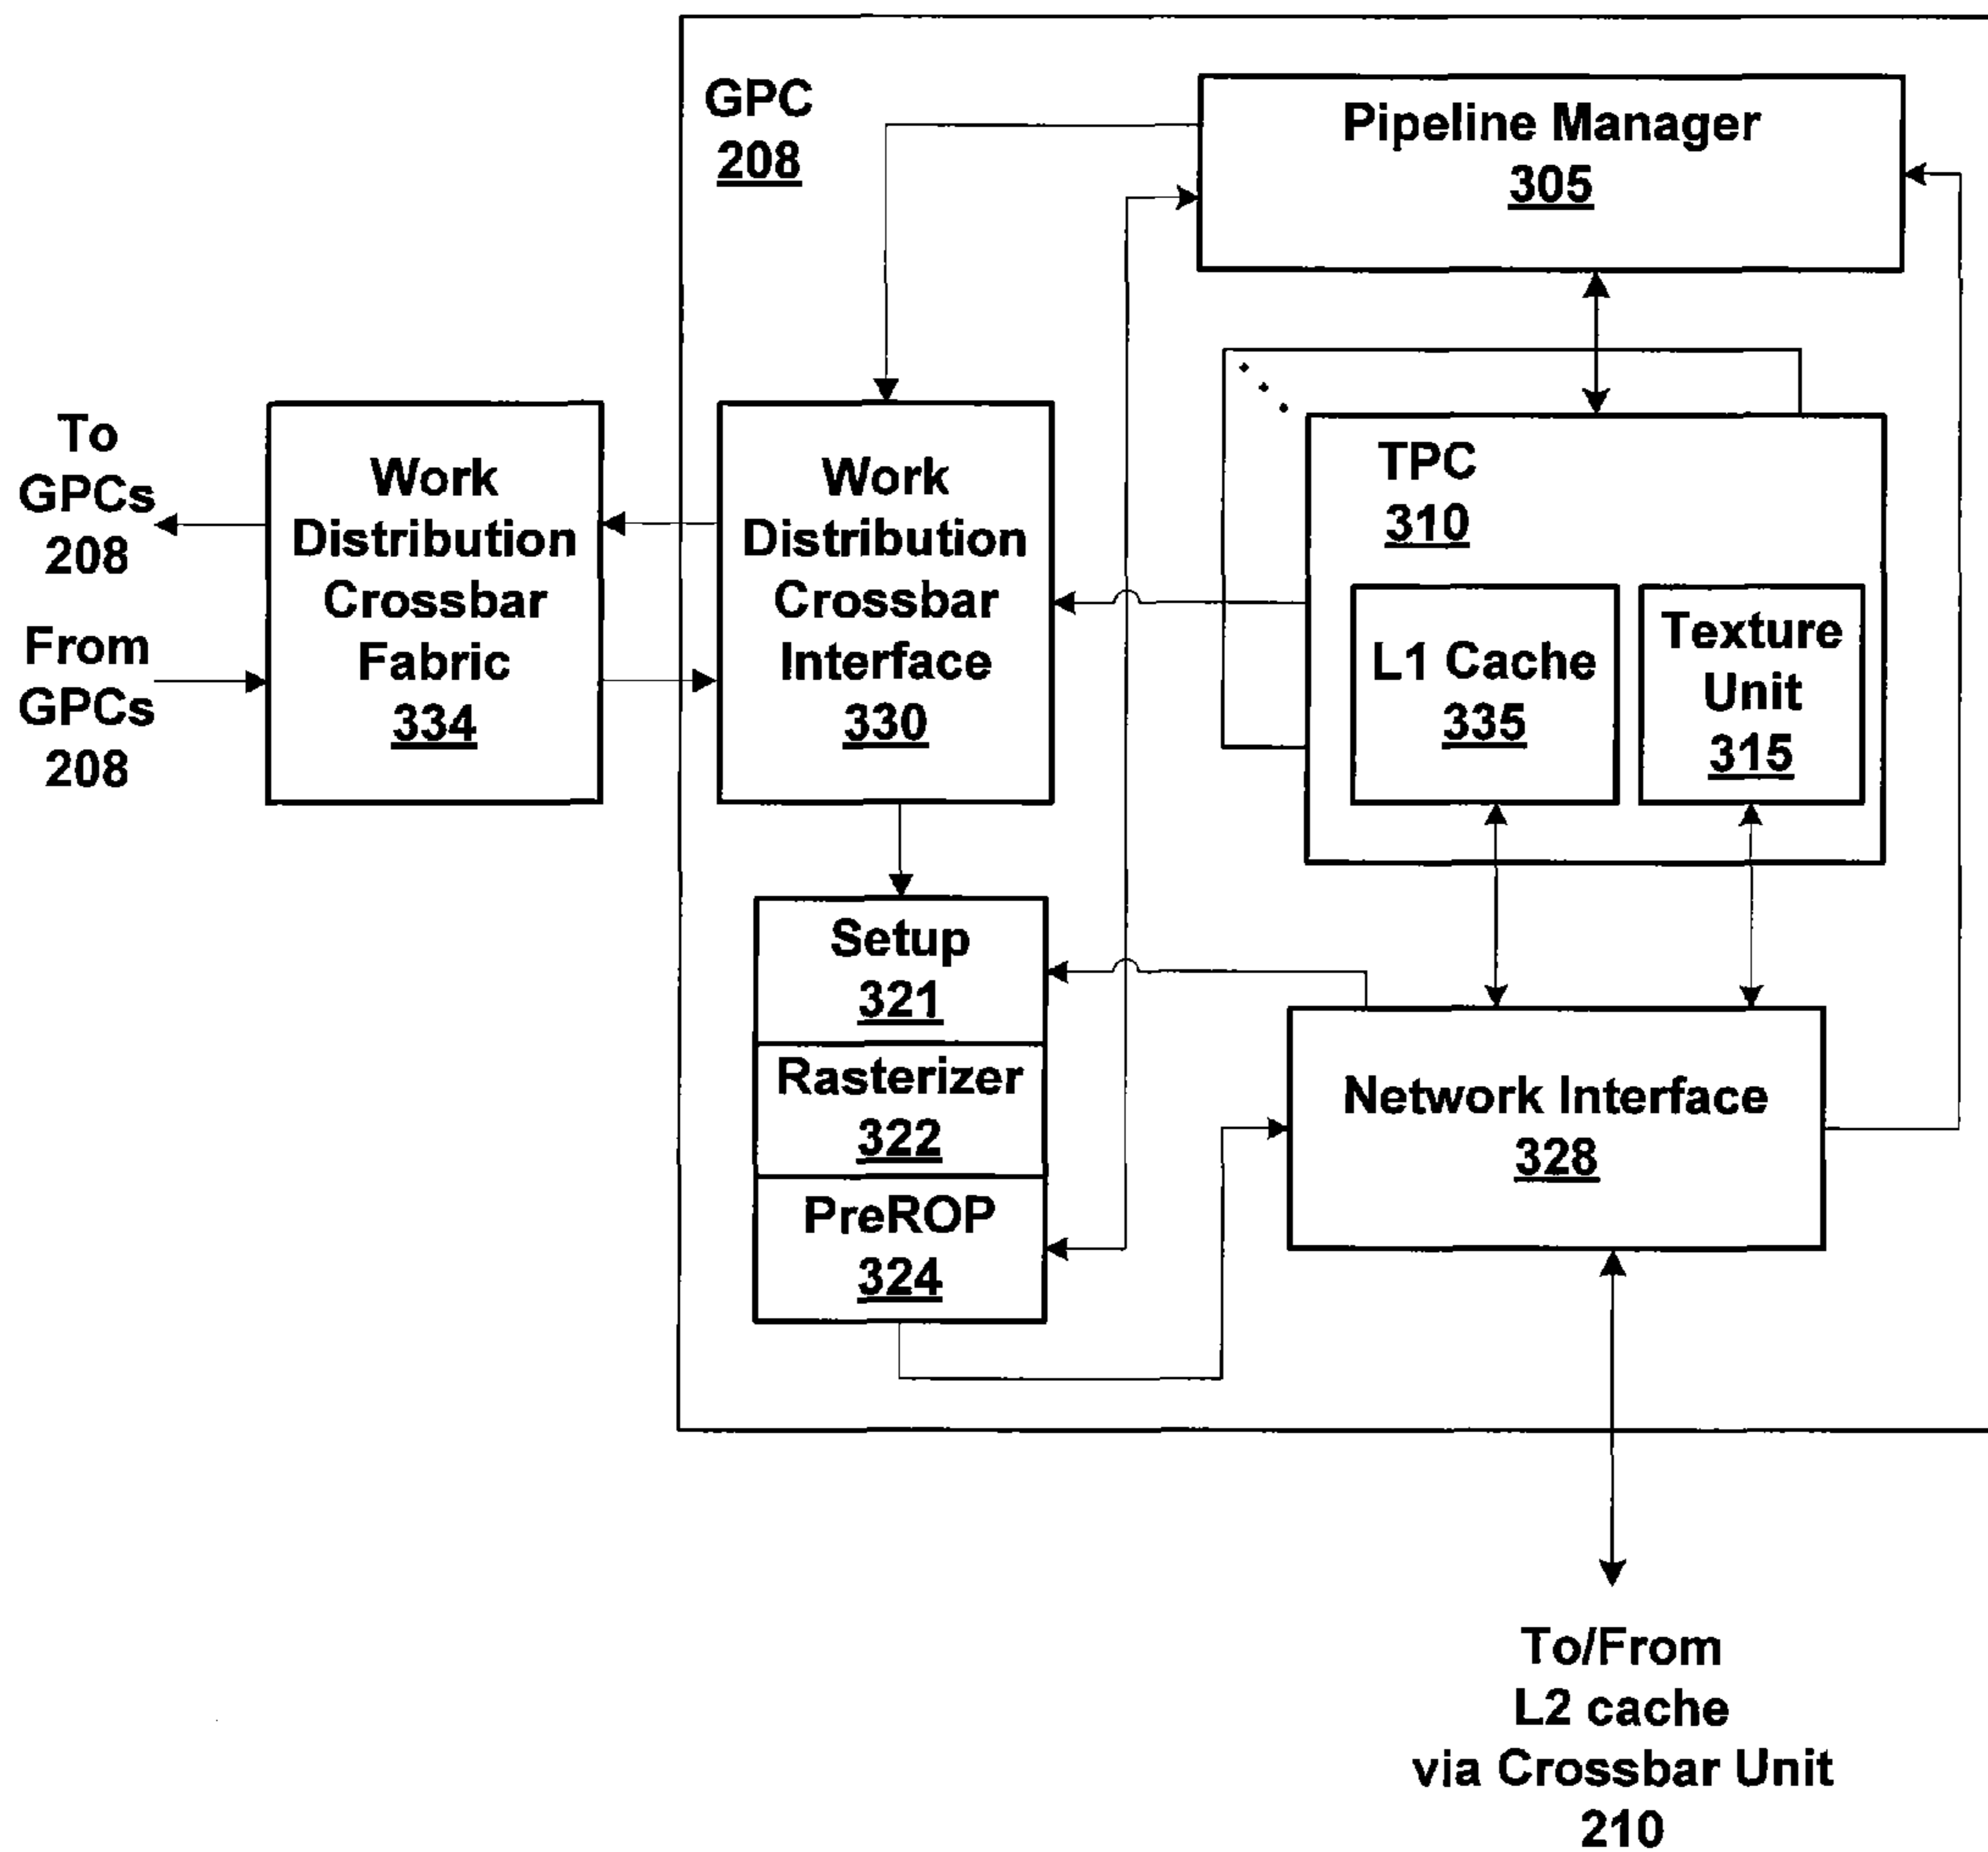 GPC
208
Pipeline Manager
305
To
GPCs
208
From
GPCs
208
Work
Distribution
Crossbar
Fabric
334
Work
Distribution
Crossbar
Interface
330
TPC
310
L1 Cache
335
Texture
Unit
315
Setup
321
Rasterizer
322
PreROP
324
Network Interface
328
To/From
L2 cache
via Crossbar Unit
210